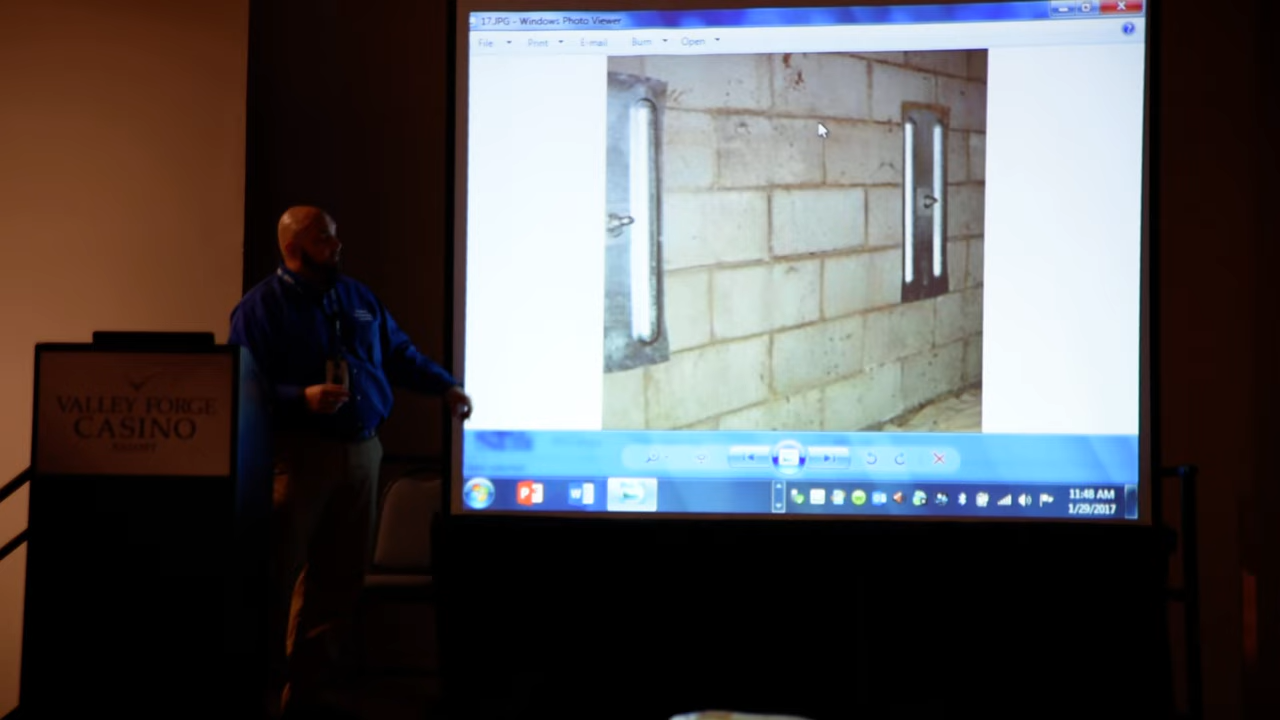 17.JPG - Windows Photo Viewer
File Print E-mail Burn Open
VALLEY FORGE
CASINO
RESORT
11:48 AM
1/29/2017